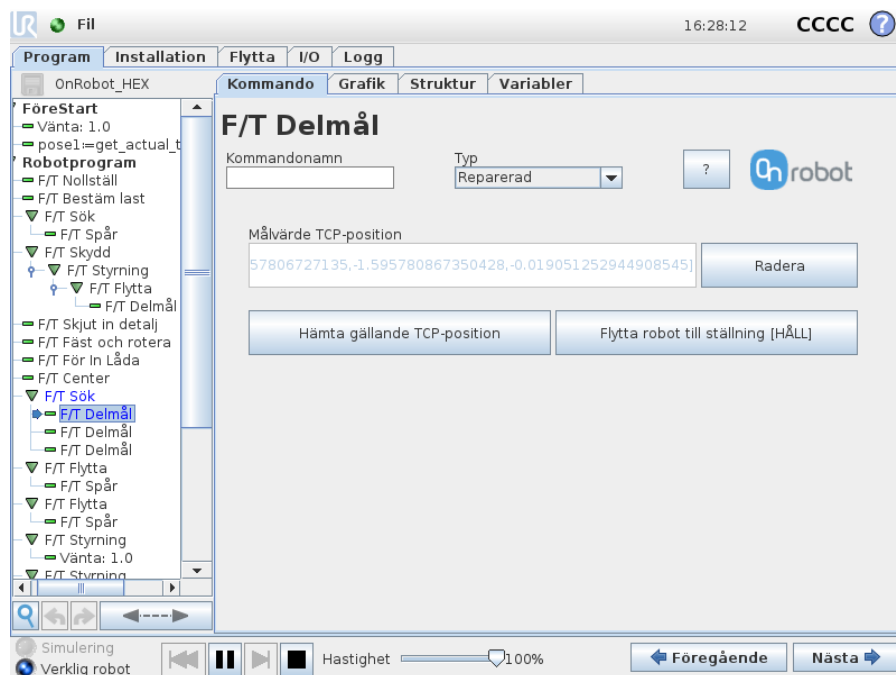 UR Fil 16:28:12 CCCC ?
Program Installation Flytta I/O Logg
OnRobot_HEX Kommando Grafik Struktur Variabler
FöreStart
Vänta: 1.0
pose1≔get_actual_t
Robotprogram
F/T Nollställ
F/T Bestäm last
F/T Sök
F/T Spår
F/T Skydd
F/T Styrning
F/T Flytta
F/T Delmål
F/T Skjut in detalj
F/T Fäst och rotera
F/T För In Låda
F/T Center
F/T Sök
F/T Delmål
F/T Delmål
F/T Delmål
F/T Flytta
F/T Spår
F/T Flytta
F/T Spår
F/T Styrning
Vänta: 1.0
F/T Styrning
F/T Delmål
Kommandonamn Typ
Reparerad ? On robot
Målvärde TCP-position
57806727135,-1.595780867350428,-0.019051252944908545] Radera
Hämta gällande TCP-position Flytta robot till ställning [HÅLL]
Simulering
Verklig robot
Hastighet 100% Föregående Nästa